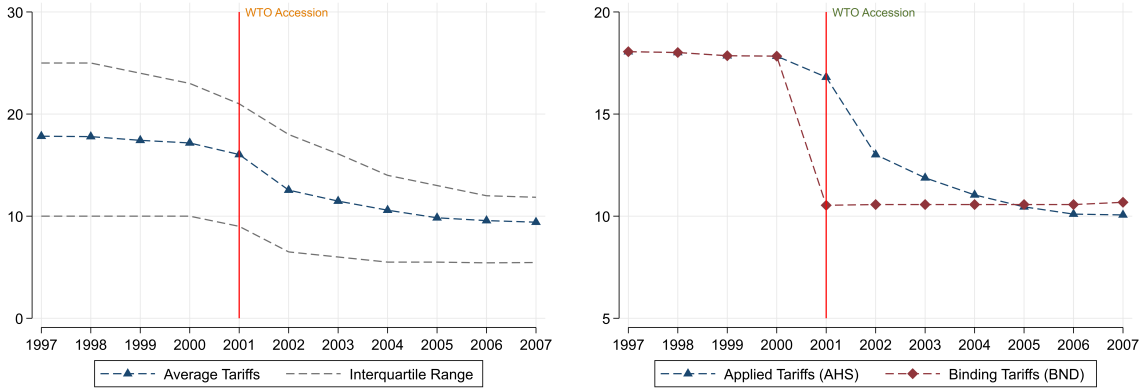 WTO Accession
30
20
10
0
1997 1998 1999 2000 2001 2002 2003 2004 2005 2006 2007
Average Tariffs Interquartile Range
WTO Accession
20
15
10
5
1997 1998 1999 2000 2001 2002 2003 2004 2005 2006 2007
Applied Tariffs (AHS) Binding Tariffs (BND)